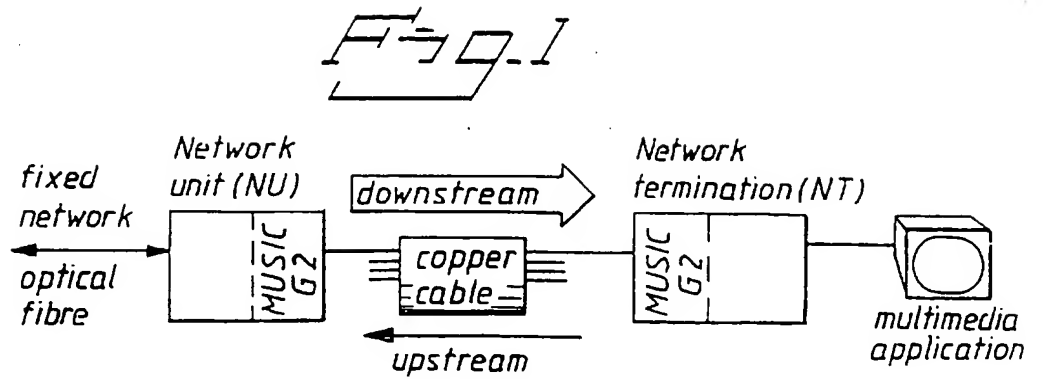 Fig.1
Network
unit (NU)
Network
termination (NT)
fixed
network
optical
fibre
MUSIC
G2
downstream
copper
cable
upstream
MUSIC
G2
multimedia
application